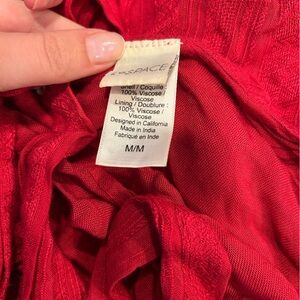 SPACE
Shell / Coquille :
100% Viscose /
Viscose
Lining / Doublure :
100% Viscose /
Viscose
Designed in California
Made in India
Fabriqué en Inde
M/M